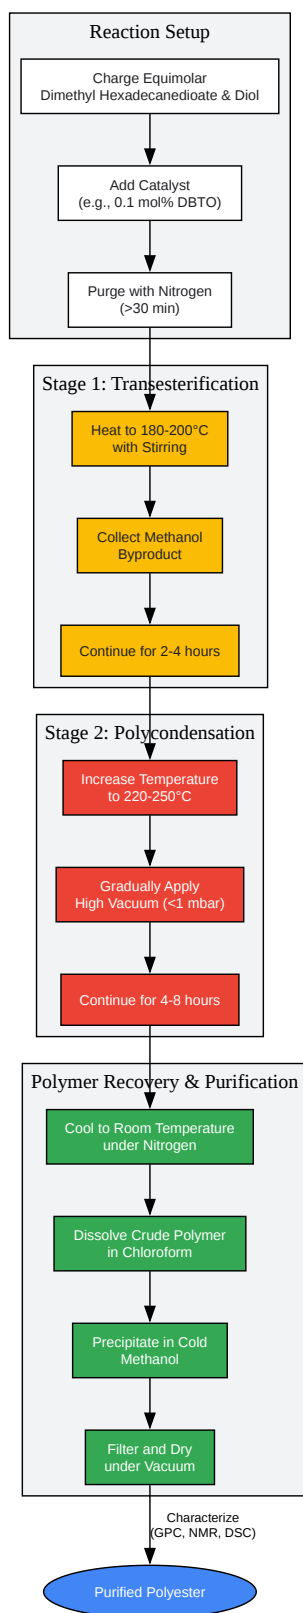 Reaction Setup
Charge Equimolar
Dimethyl Hexadecanedioate & Diol
Add Catalyst
(e.g., 0.1 mol% DBTO)
Purge with Nitrogen
(>30 min)
Stage 1: Transesterification
Heat to 180-200°C
with Stirring
Collect Methanol
Byproduct
Continue for 2-4 hours
Stage 2: Polycondensation
Increase Temperature
to 220-250°C
Gradually Apply
High Vacuum (<1 mbar)
Continue for 4-8 hours
Polymer Recovery & Purification
Cool to Room Temperature
under Nitrogen
Dissolve Crude Polymer
in Chloroform
Precipitate in Cold
Methanol
Filter and Dry
under Vacuum
Characterize
(GPC, NMR, DSC)
Purified Polyester